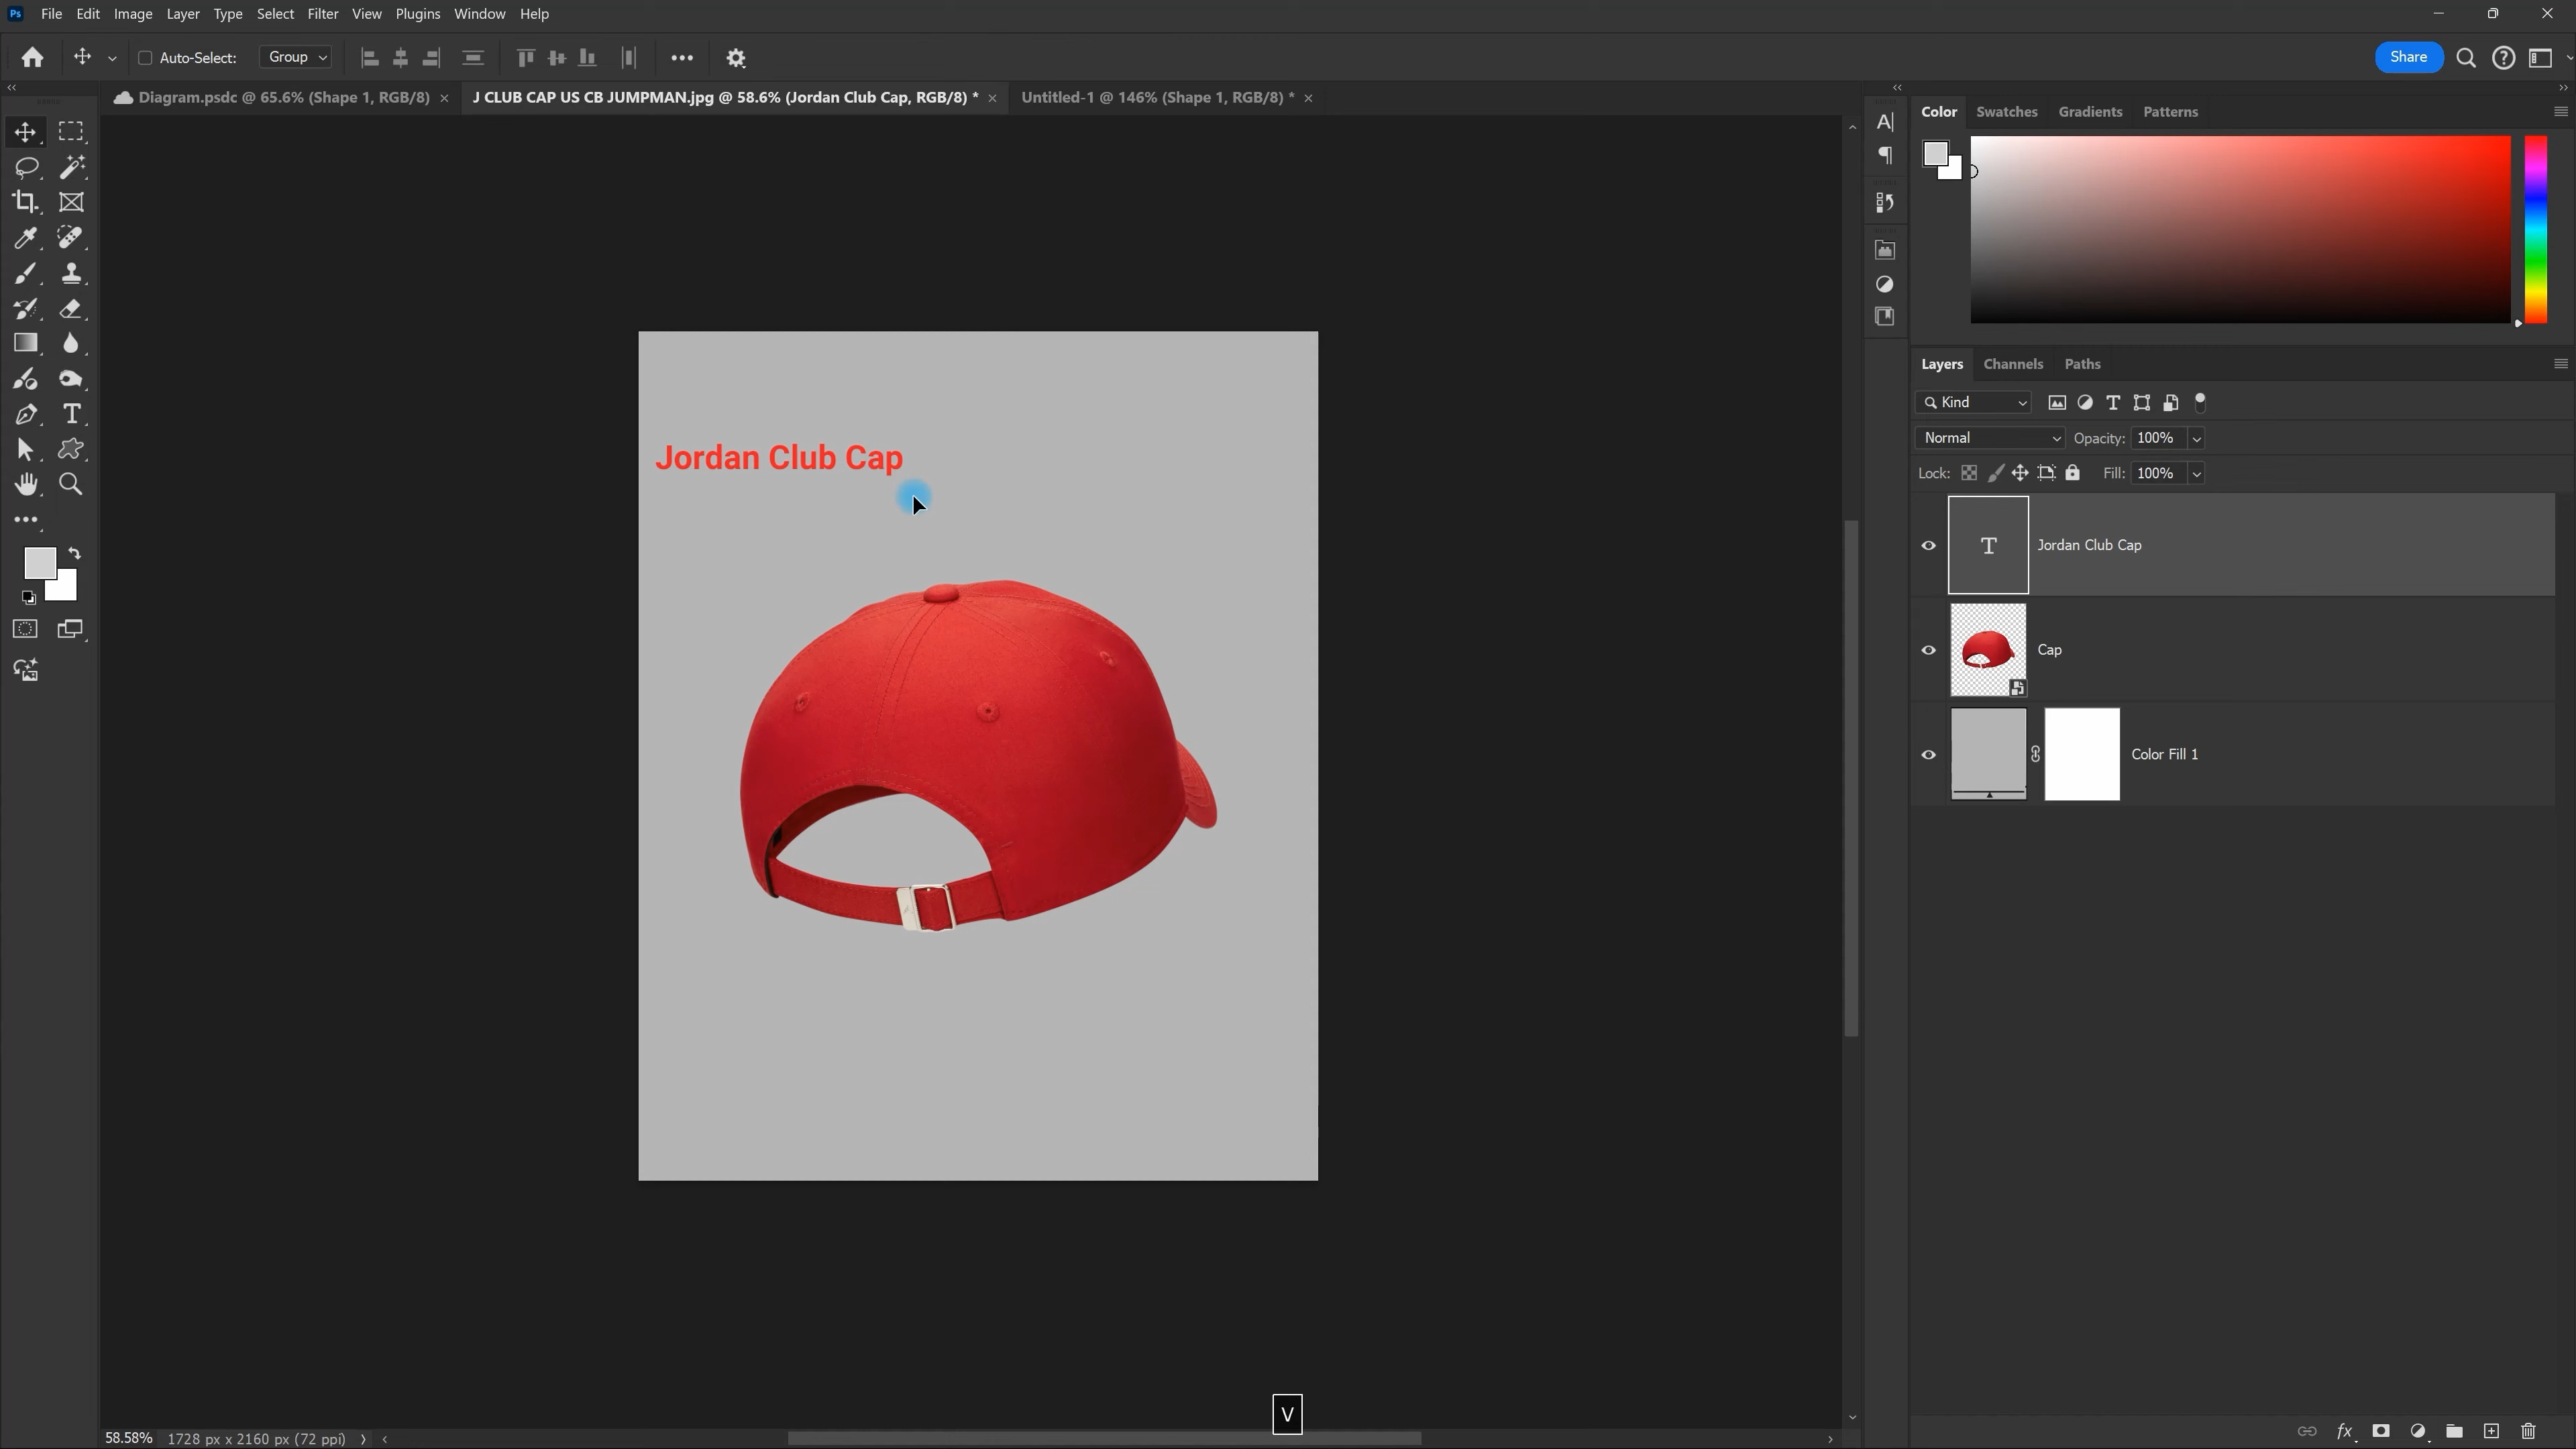 Ps File Edit Image Layer Type Select Filter View Plugins Window Help
Auto-Select: Group Share
Diagram.psdc @ 65.6% (Shape 1, RGB/8) × J CLUB CAP US CB JUMPMAN.jpg @ 58.6% (Jordan Club Cap, RGB/8) * × Untitled-1 @ 146% (Shape 1, RGB/8) * ×
Color Swatches Gradients Patterns
Layers Channels Paths
Kind
Normal Opacity: 100%
Lock: Fill: 100%
Jordan Club Cap
Jordan Club Cap
Cap
Color Fill 1
V
58.58% 1728 px x 2160 px (72 ppi)